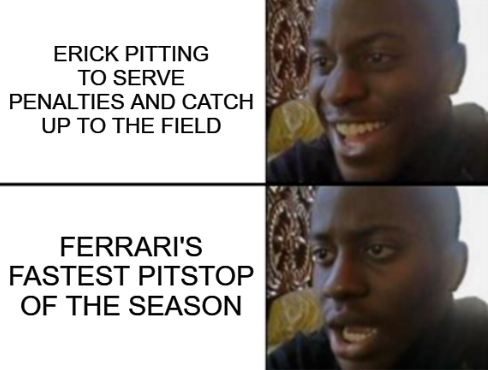 ERICK PITTING
TO SERVE
PENALTIES AND CATCH
UP TO THE FIELD
FERRARI'S
FASTEST PITSTOP
OF THE SEASON